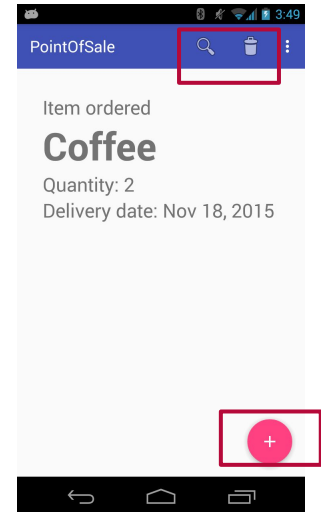 3:49
PointOfSale
Item ordered
Coffee
Quantity: 2
Delivery date: Nov 18, 2015
+